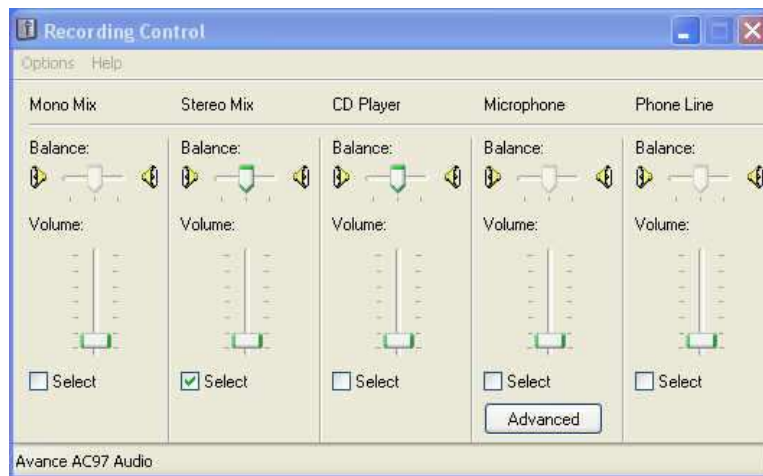 Recording Control
Options Help
Mono Mix Stereo Mix CD Player Microphone Phone Line
Balance: Balance: Balance: Balance: Balance:
Volume: Volume: Volume: Volume: Volume:
Select Select Select Select Select
Advanced
Avance AC97 Audio